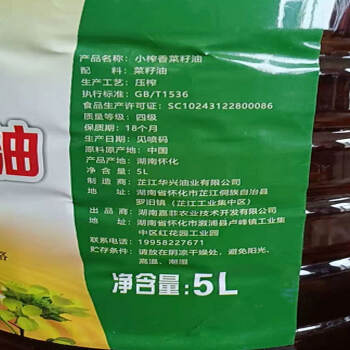 产品名称：小榨香菜籽油
配　　料：菜籽油
生产工艺：压榨
执行标准：GB/T1536
食品生产许可证：SC10243122800086
质量等级：四级
保质期：18个月
生产日期：见喷码
原料原产地：中国
产品产地：湖南怀化
净 含 量：5L
制 造 商：芷江华兴油业有限公司
地　　址：湖南省怀化市芷江侗族自治县
罗旧镇（芷江工业集中区）
出 品 商：湖南嘉菲农业技术开发有限公司
地　　址：湖南省怀化市溆浦县卢峰镇工业
集中区红花园工业园
联系电话：19958227671
贮存条件：请放在阴凉干燥处，避免阳光、
高温、潮湿
净含量：5L
油